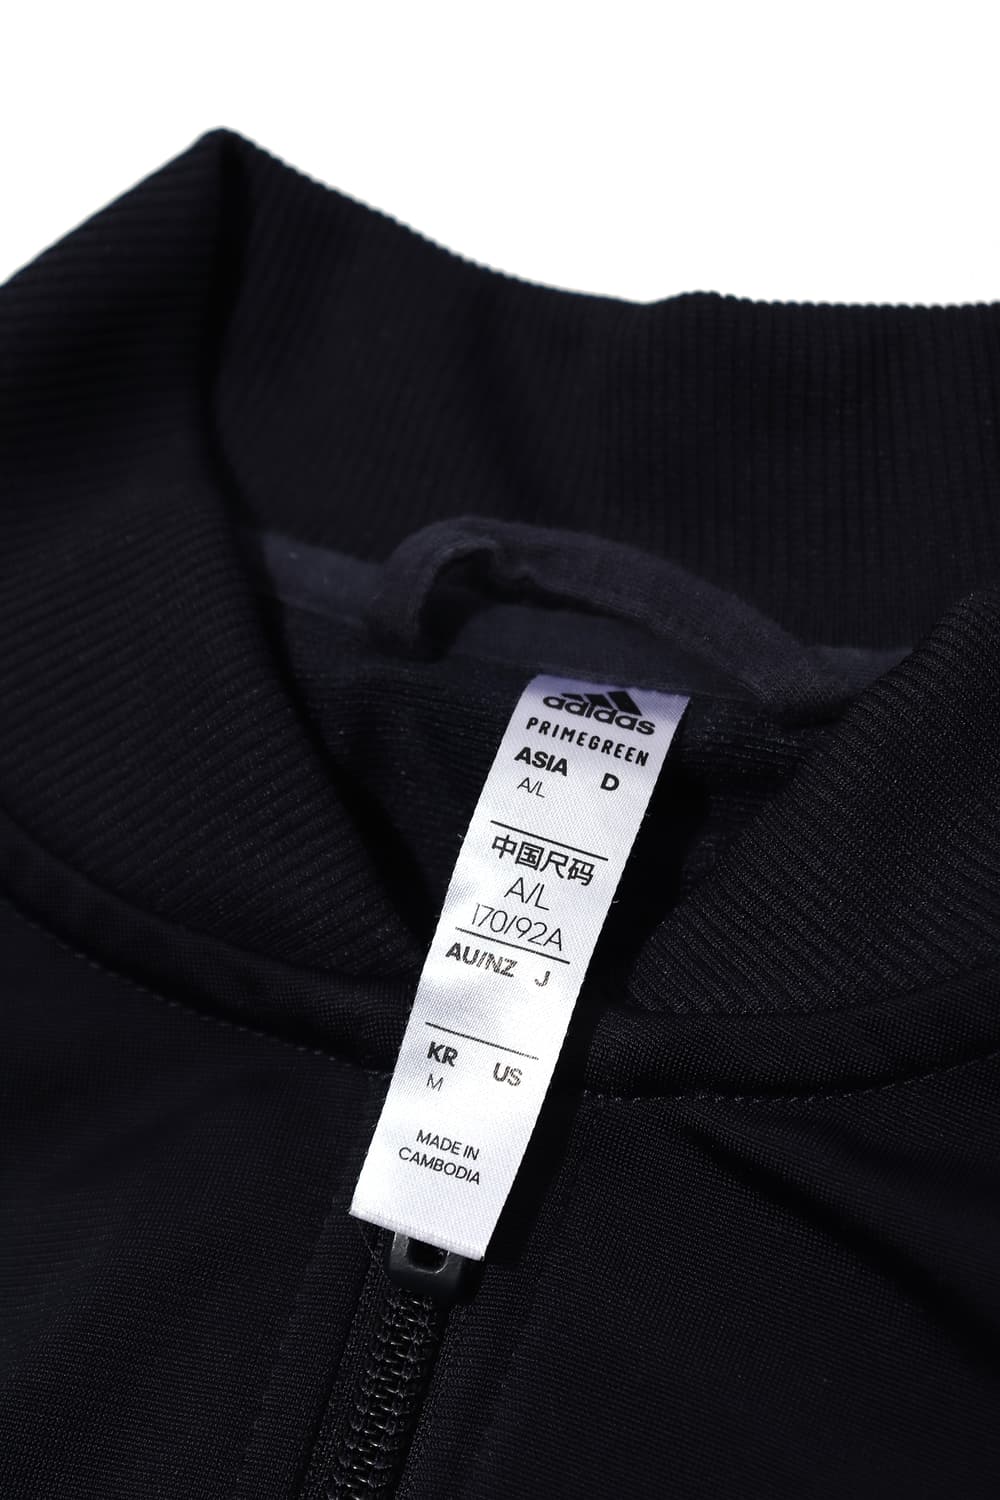 adidas
PRIMEGREEN
ASIA D
A/L
中国尺码
A/L
170/92A
AU/NZ J
KR US
M
MADE IN
CAMBODIA